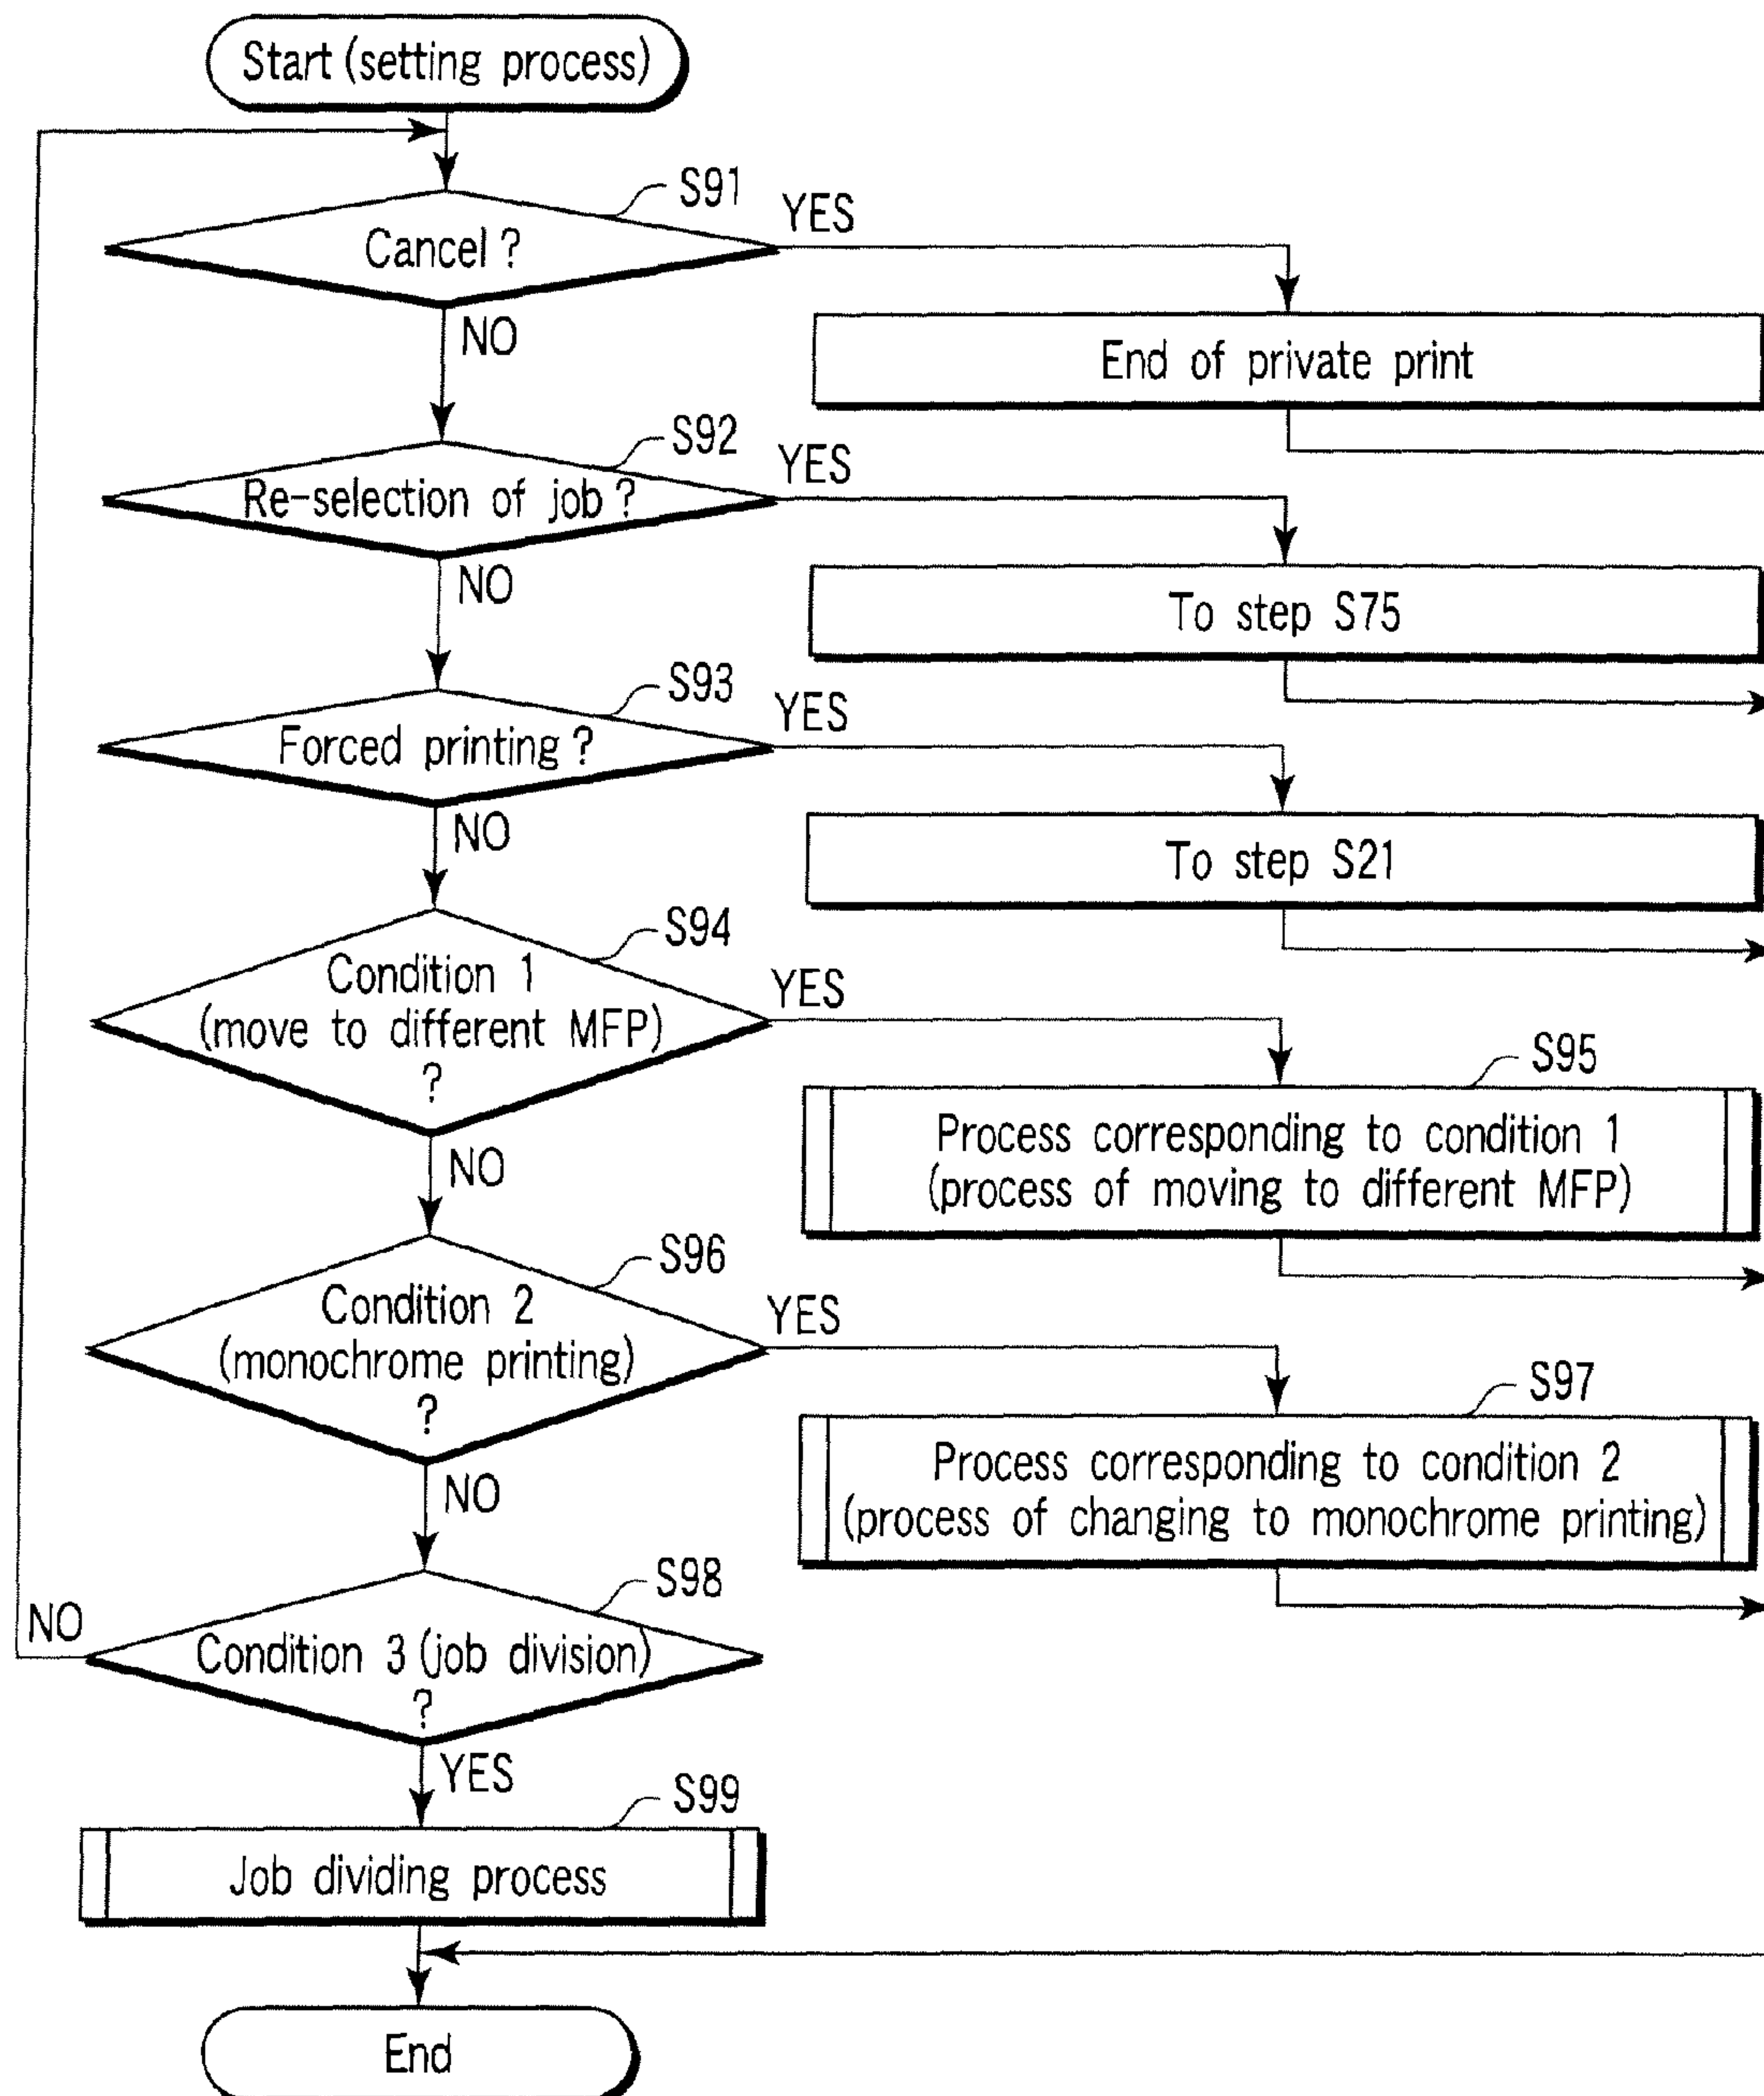 Start (setting process)
S91
Cancel ?
YES
NO
End of private print
S92
Re-selection of job ?
YES
NO
To step S75
S93
Forced printing ?
YES
NO
To step S21
S94
Condition 1
(move to different MFP)
?
YES
NO
S95
Process corresponding to condition 1
(process of moving to different MFP)
S96
Condition 2
(monochrome printing)
?
YES
NO
S97
Process corresponding to condition 2
(process of changing to monochrome printing)
S98
Condition 3 (job division)
?
NO
YES
S99
Job dividing process
End